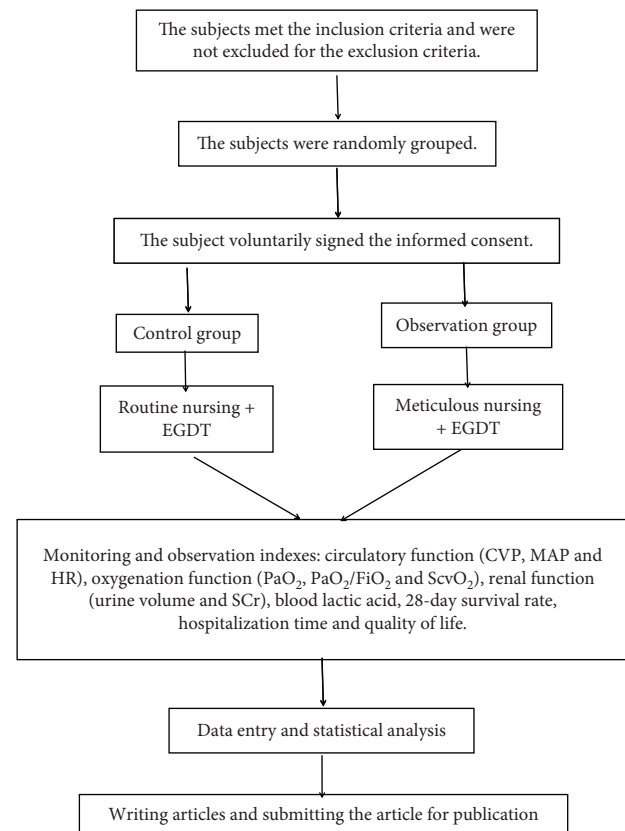 The subjects met the inclusion criteria and were
not excluded for the exclusion criteria.
The subjects were randomly grouped.
The subject voluntarily signed the informed consent.
Control group
Observation group
Routine nursing +
EGDT
Meticulous nursing
+ EGDT
Monitoring and observation indexes: circulatory function (CVP, MAP and
HR), oxygenation function (PaO₂, PaO₂/FiO₂ and ScvO₂), renal function
(urine volume and SCr), blood lactic acid, 28-day survival rate,
hospitalization time and quality of life.
Data entry and statistical analysis
Writing articles and submitting the article for publication